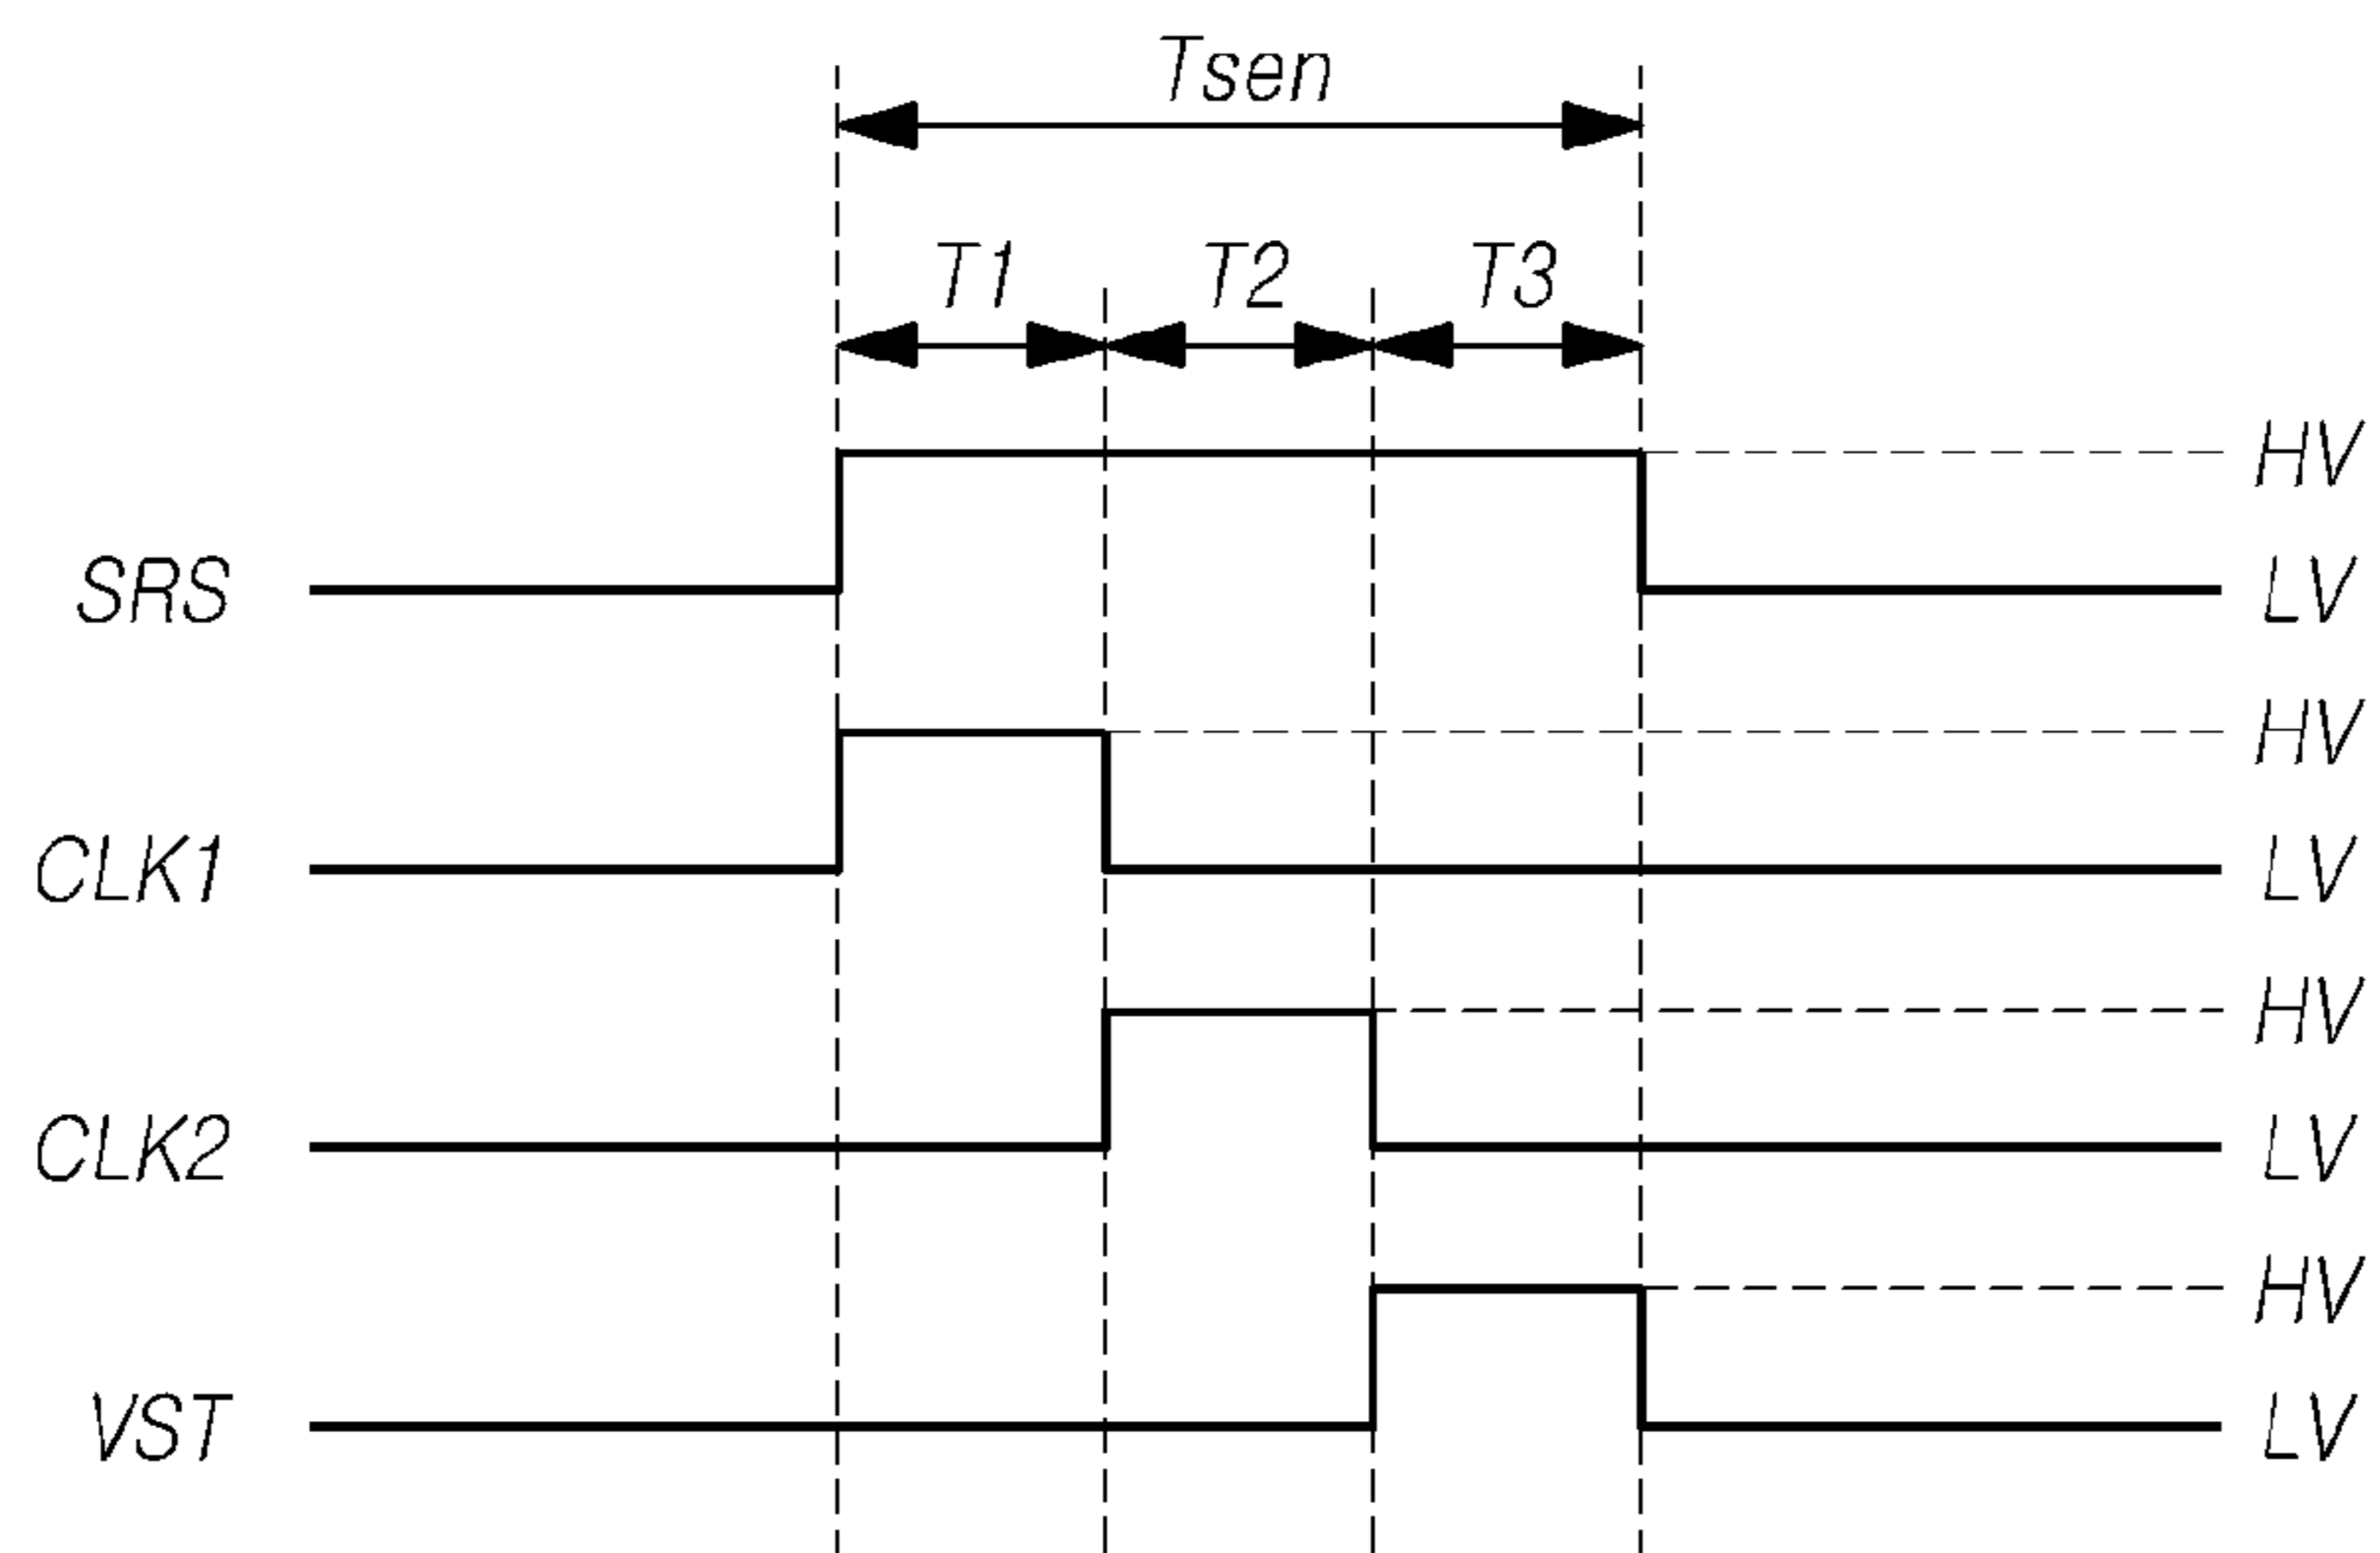 Tsen
T1 T2 T3
HV
SRS LV
HV
CLK1 LV
HV
CLK2 LV
HV
VST LV